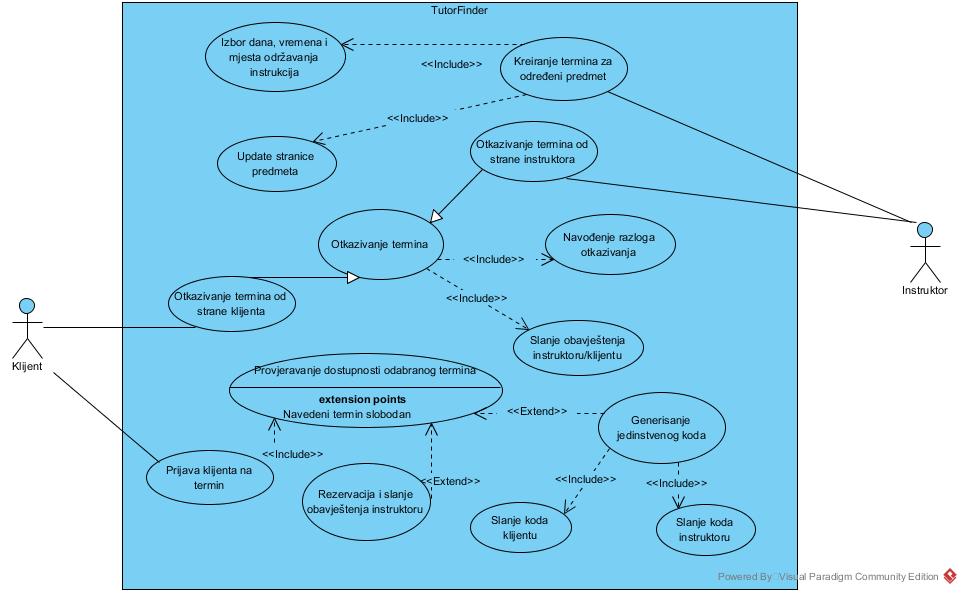 TutorFinder
Izbor dana, vremena i
mjesta održavanja
instrukcija
<<Include>>
Kreiranje termina za
određeni predmet
<<Include>>
Update stranice
predmeta
Otkazivanje termina od
strane instruktora
Otkazivanje termina
<<Include>>
Navođenje razloga
otkazivanja
Instruktor
Otkazivanje termina od
strane klijenta
<<Include>>
Slanje obavještenja
instruktoru/klijentu
Klijent
Provjeravanje dostupnosti odabranog termina
extension points
Navedeni termin slobodan
<<Extend>>
Generisanje
jedinstvenog koda
<<Include>>
Prijava klijenta na
termin
Rezervacija i slanje
obavještenja instruktoru
<<Extend>>
<<Include>>
<<Include>>
Slanje koda
klijentu
Slanje koda
instruktoru
Powered By Visual Paradigm Community Edition